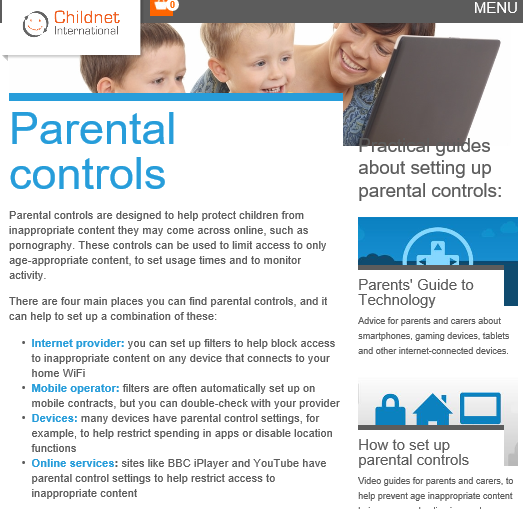 Childnet
International
0
MENU
Parental
controls
Parental controls are designed to help protect children from
inappropriate content they may come across online, such as
pornography. These controls can be used to limit access to only
age-appropriate content, to set usage times and to monitor
activity.
There are four main places you can find parental controls, and it
can help to set up a combination of these:
• Internet provider: you can set up filters to help block access
to inappropriate content on any device that connects to your
home WiFi
• Mobile operator: filters are often automatically set up on
mobile contracts, but you can double-check with your provider
• Devices: many devices have parental control settings, for
example, to help restrict spending in apps or disable location
functions
• Online services: sites like BBC iPlayer and YouTube have
parental control settings to help restrict access to
inappropriate content
Practical guides
about setting up
parental controls:
Parents' Guide to
Technology
Advice for parents and carers about
smartphones, gaming devices, tablets
and other internet-connected devices.
How to set up
parental controls
Video guides for parents and carers, to
help prevent age inappropriate content